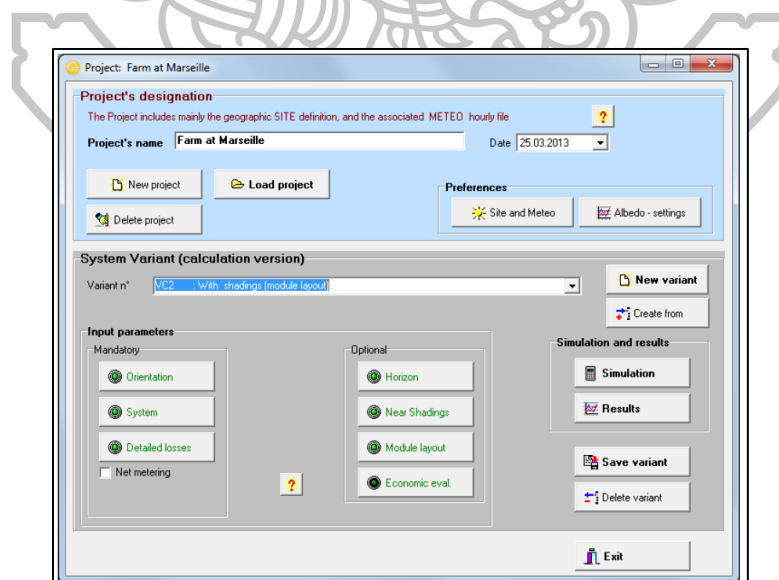 Project: Farm at Marseille
Project's designation
The Project includes mainly the geographic SITE definition, and the associated METEO hourly file
?
Project's name Farm at Marseille Date 25.03.2013
New project Load project
Preferences
Delete project Site and Meteo Albedo - settings
System Variant (calculation version)
Variant n° VC2 : With shadings (module layout) New variant
Create from
Input parameters
Mandatory Optional Simulation and results
Orientation Horizon Simulation
System Near Shadings Results
Detailed losses Module layout
Net metering Save variant
? Economic eval. Delete variant
Exit